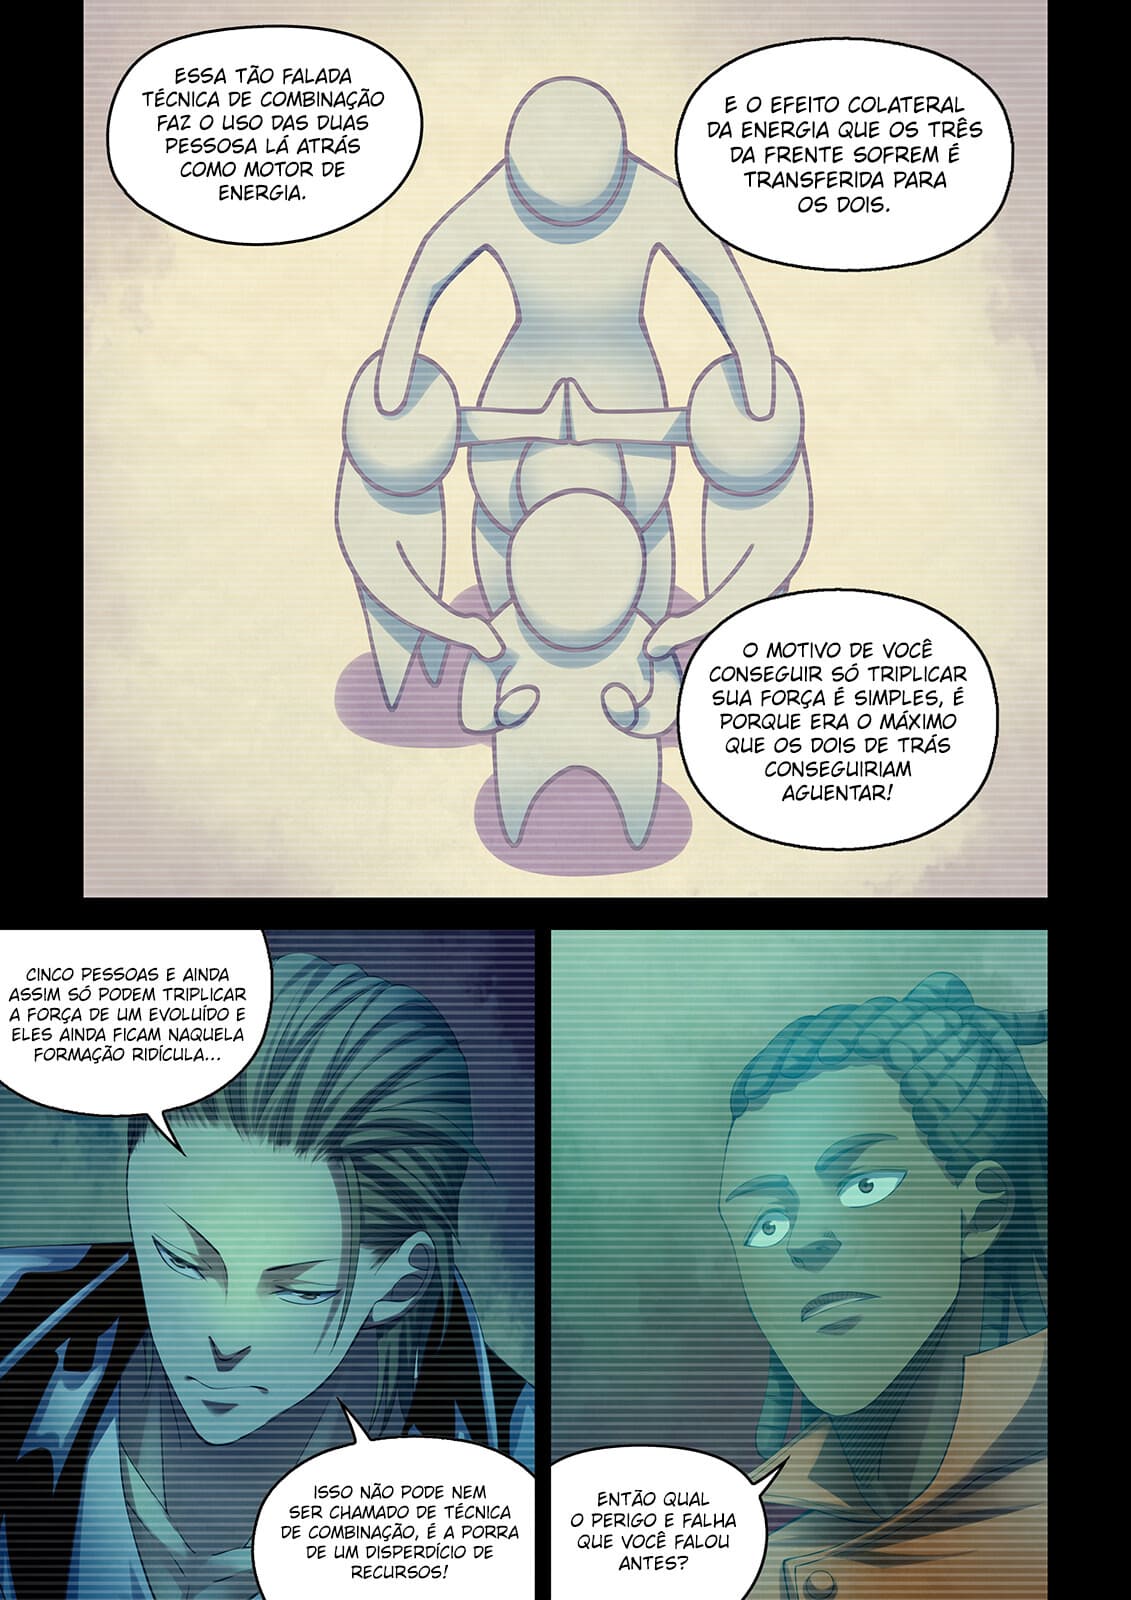 ESSA TÃO FALADA
TÉCNICA DE COMBINAÇÃO
FAZ O USO DAS DUAS
PESSOSA LÁ ATRÁS
COMO MOTOR DE
ENERGIA.
E O EFEITO COLATERAL
DA ENERGIA QUE OS TRÊS
DA FRENTE SOFREM É
TRANSFERIDA PARA
OS DOIS.
O MOTIVO DE VOCÊ
CONSEGUIR SÓ TRIPLICAR
SUA FORÇA É SIMPLES, É
PORQUE ERA O MÁXIMO
QUE OS DOIS DE TRÁS
CONSEGUIRIAM
AGUENTAR!
CINCO PESSOAS E AINDA
ASSIM SÓ PODEM TRIPLICAR
A FORÇA DE UM EVOLUÍDO E
ELES AINDA FICAM NAQUELA
FORMAÇÃO RIDÍCULA...
ISSO NÃO PODE NEM
SER CHAMADO DE TÉCNICA
DE COMBINAÇÃO, É A PORRA
DE UM DISPERDÍCIO DE
RECURSOS!
ENTÃO QUAL
O PERIGO E FALHA
QUE VOCÊ FALOU
ANTES?